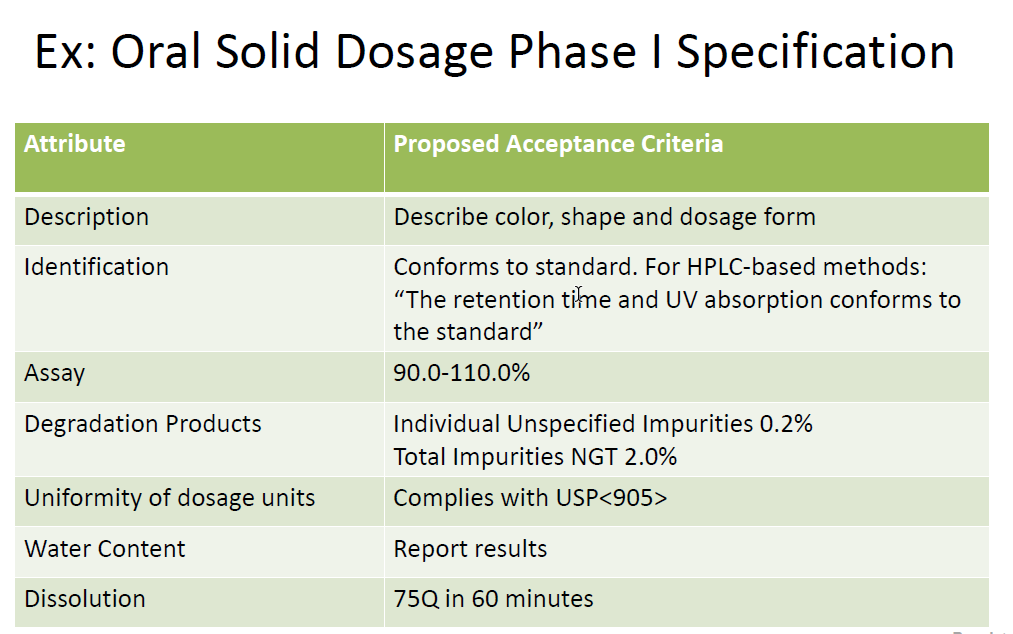 Ex: Oral Solid Dosage Phase I Specification
Attribute
Proposed Acceptance Criteria
Description
Describe color, shape and dosage form
Identification
Conforms to standard. For HPLC-based methods:
“The retention time and UV absorption conforms to
the standard”
Assay
90.0-110.0%
Degradation Products
Individual Unspecified Impurities 0.2%
Total Impurities NGT 2.0%
Uniformity of dosage units
Complies with USP<905>
Water Content
Report results
Dissolution
75Q in 60 minutes